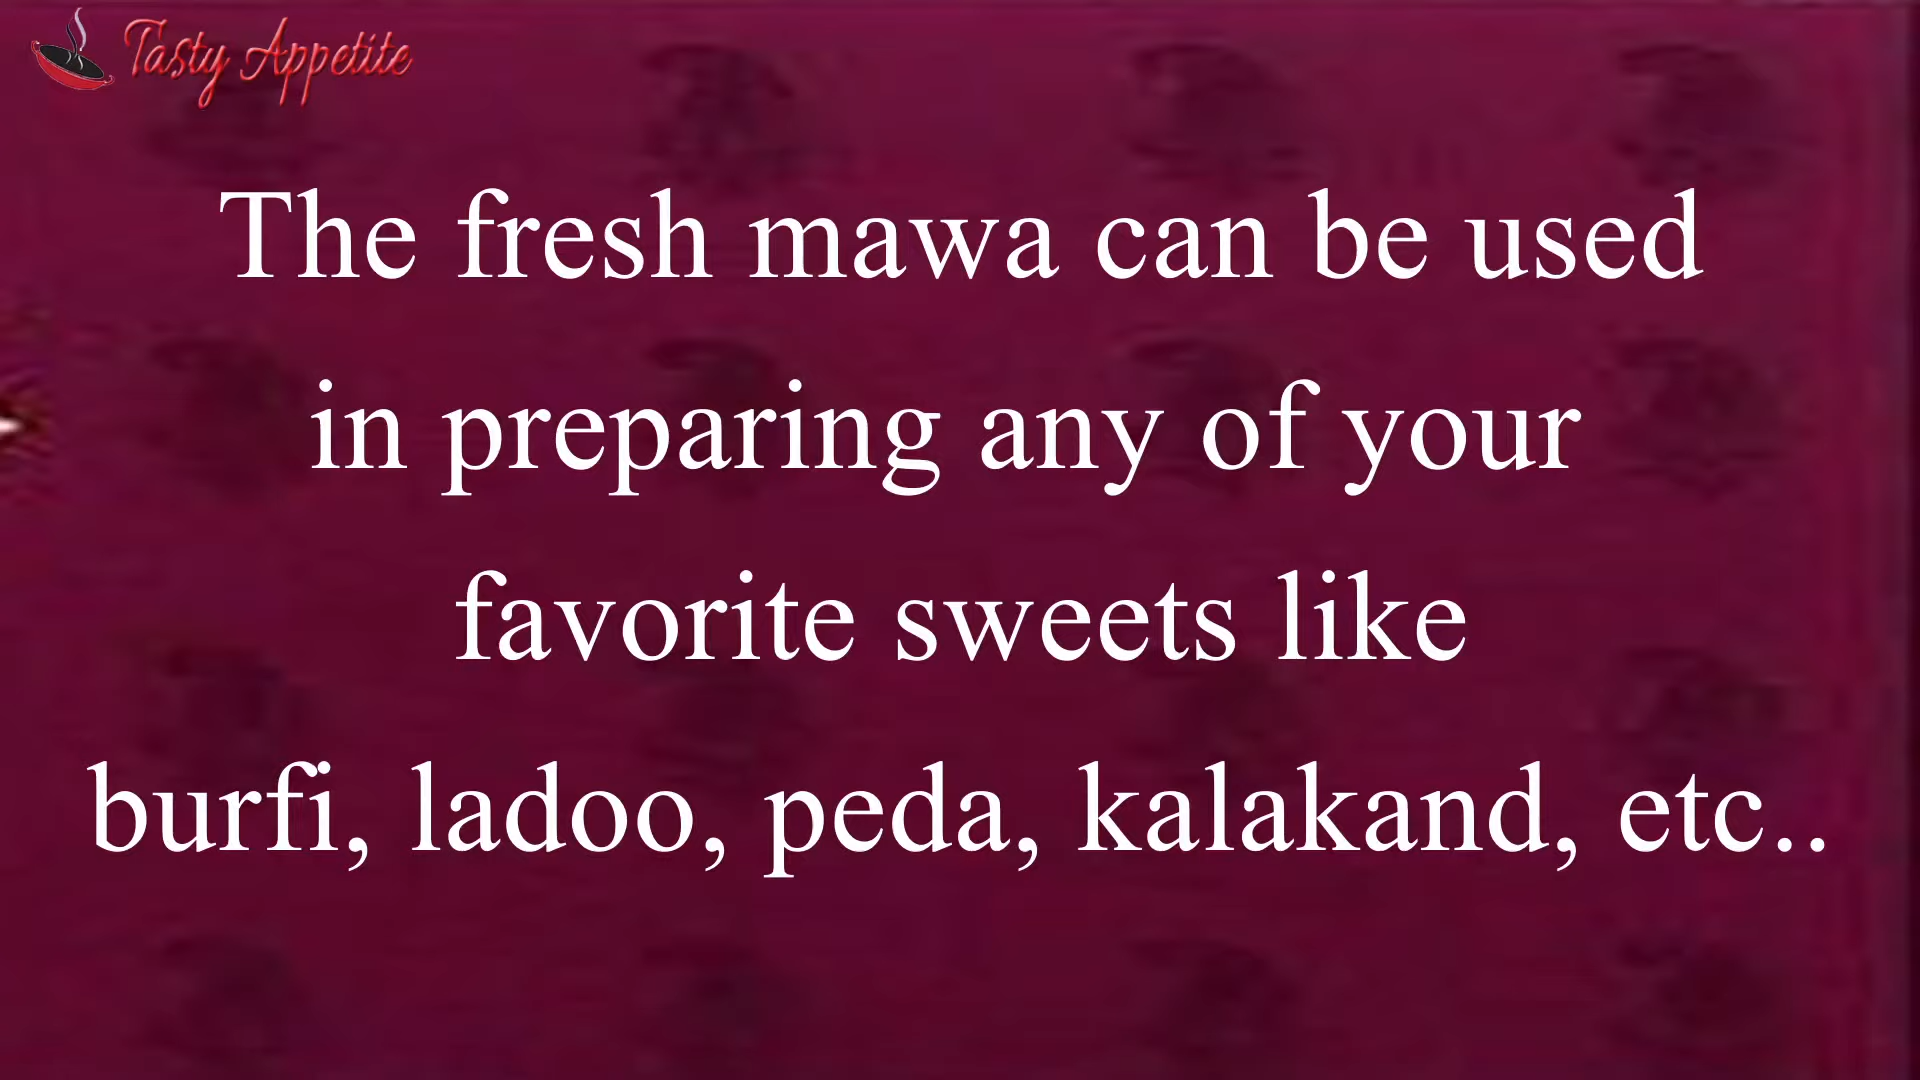 Tasty Appetite
The fresh mawa can be used
in preparing any of your
favorite sweets like
burfi, ladoo, peda, kalakand, etc..